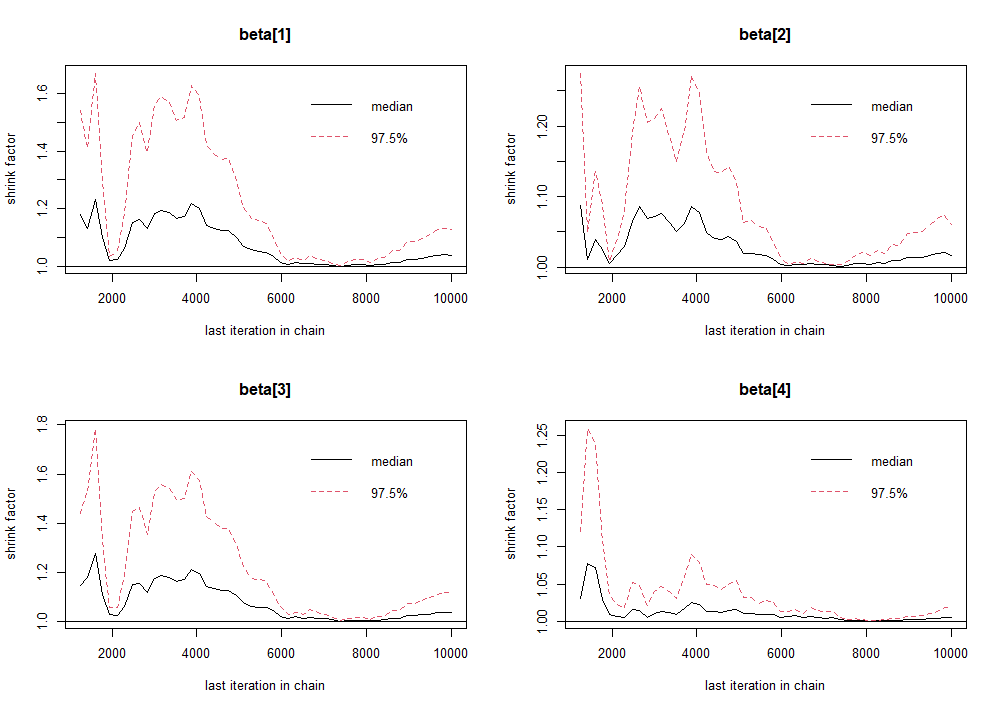 beta[1]
shrink factor
1.0 1.2 1.4 1.6
median
97.5%
2000 4000 6000 8000 10000
last iteration in chain
beta[2]
shrink factor
1.00 1.10 1.20
median
97.5%
2000 4000 6000 8000 10000
last iteration in chain
beta[3]
shrink factor
1.0 1.2 1.4 1.6 1.8
median
97.5%
2000 4000 6000 8000 10000
last iteration in chain
beta[4]
shrink factor
1.00 1.05 1.10 1.15 1.20 1.25
median
97.5%
2000 4000 6000 8000 10000
last iteration in chain